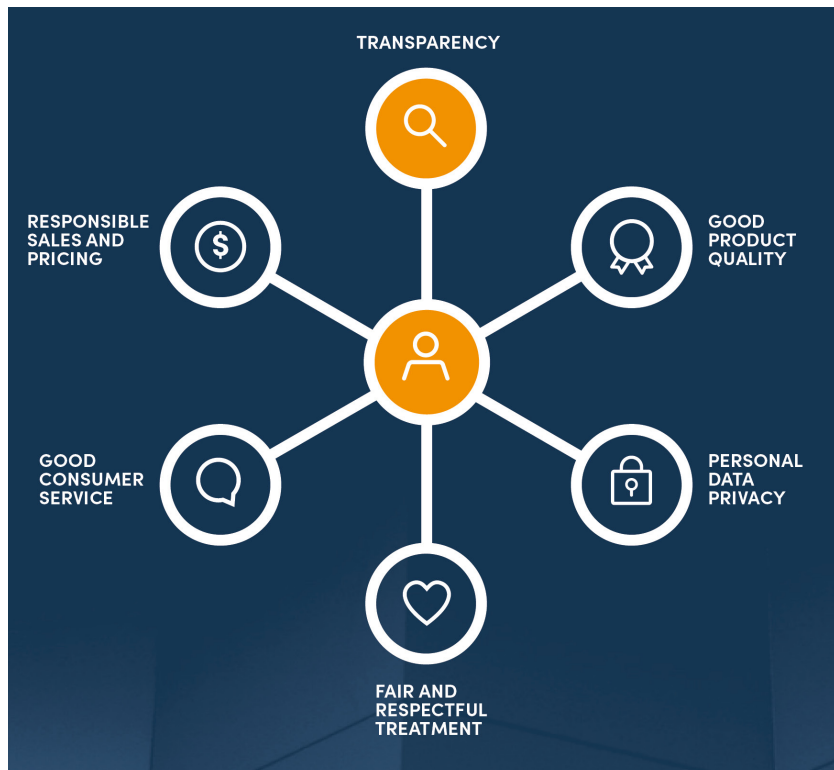 TRANSPARENCY
RESPONSIBLE
SALES AND
PRICING
$
GOOD
PRODUCT
QUALITY
GOOD
CONSUMER
SERVICE
PERSONAL
DATA
PRIVACY
FAIR AND
RESPECTFUL
TREATMENT